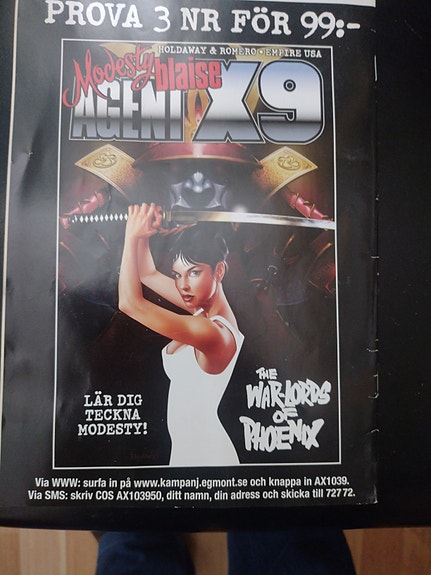 PROVA 3 NR FÖR 99:-
HOLDAWAY & ROMERO • EMPIRE USA
Modesty
blaise
AGENT X9
LÄR DIG
TECKNA
MODESTY!
THE
WARLORDS
OF
PHOENIX
Via WWW: surfa in på www.kampanj.egmont.se och knappa in AX1039.
Via SMS: skriv COS AX103950, ditt namn, din adress och skicka till 727 72.